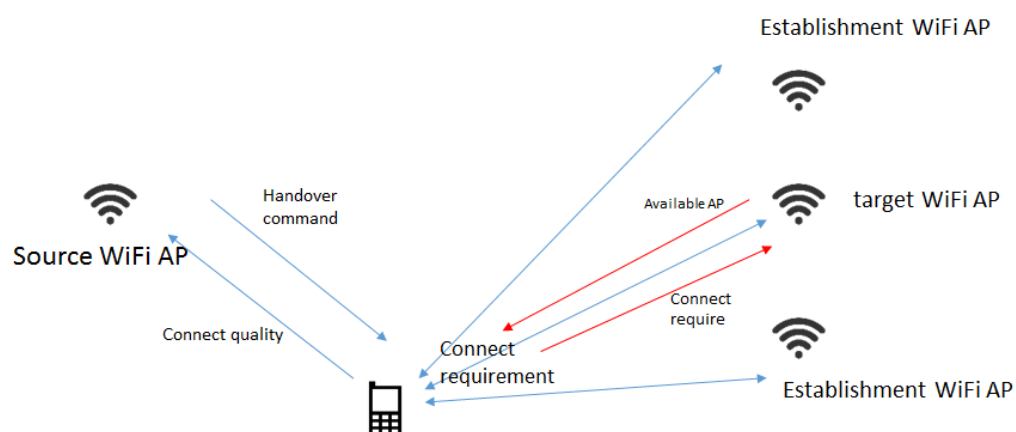 Establishment WiFi AP
Handover
command
Available AP
target WiFi AP
Source WiFi AP
Connect
require
Connect quality
Connect
requirement
Establishment WiFi AP